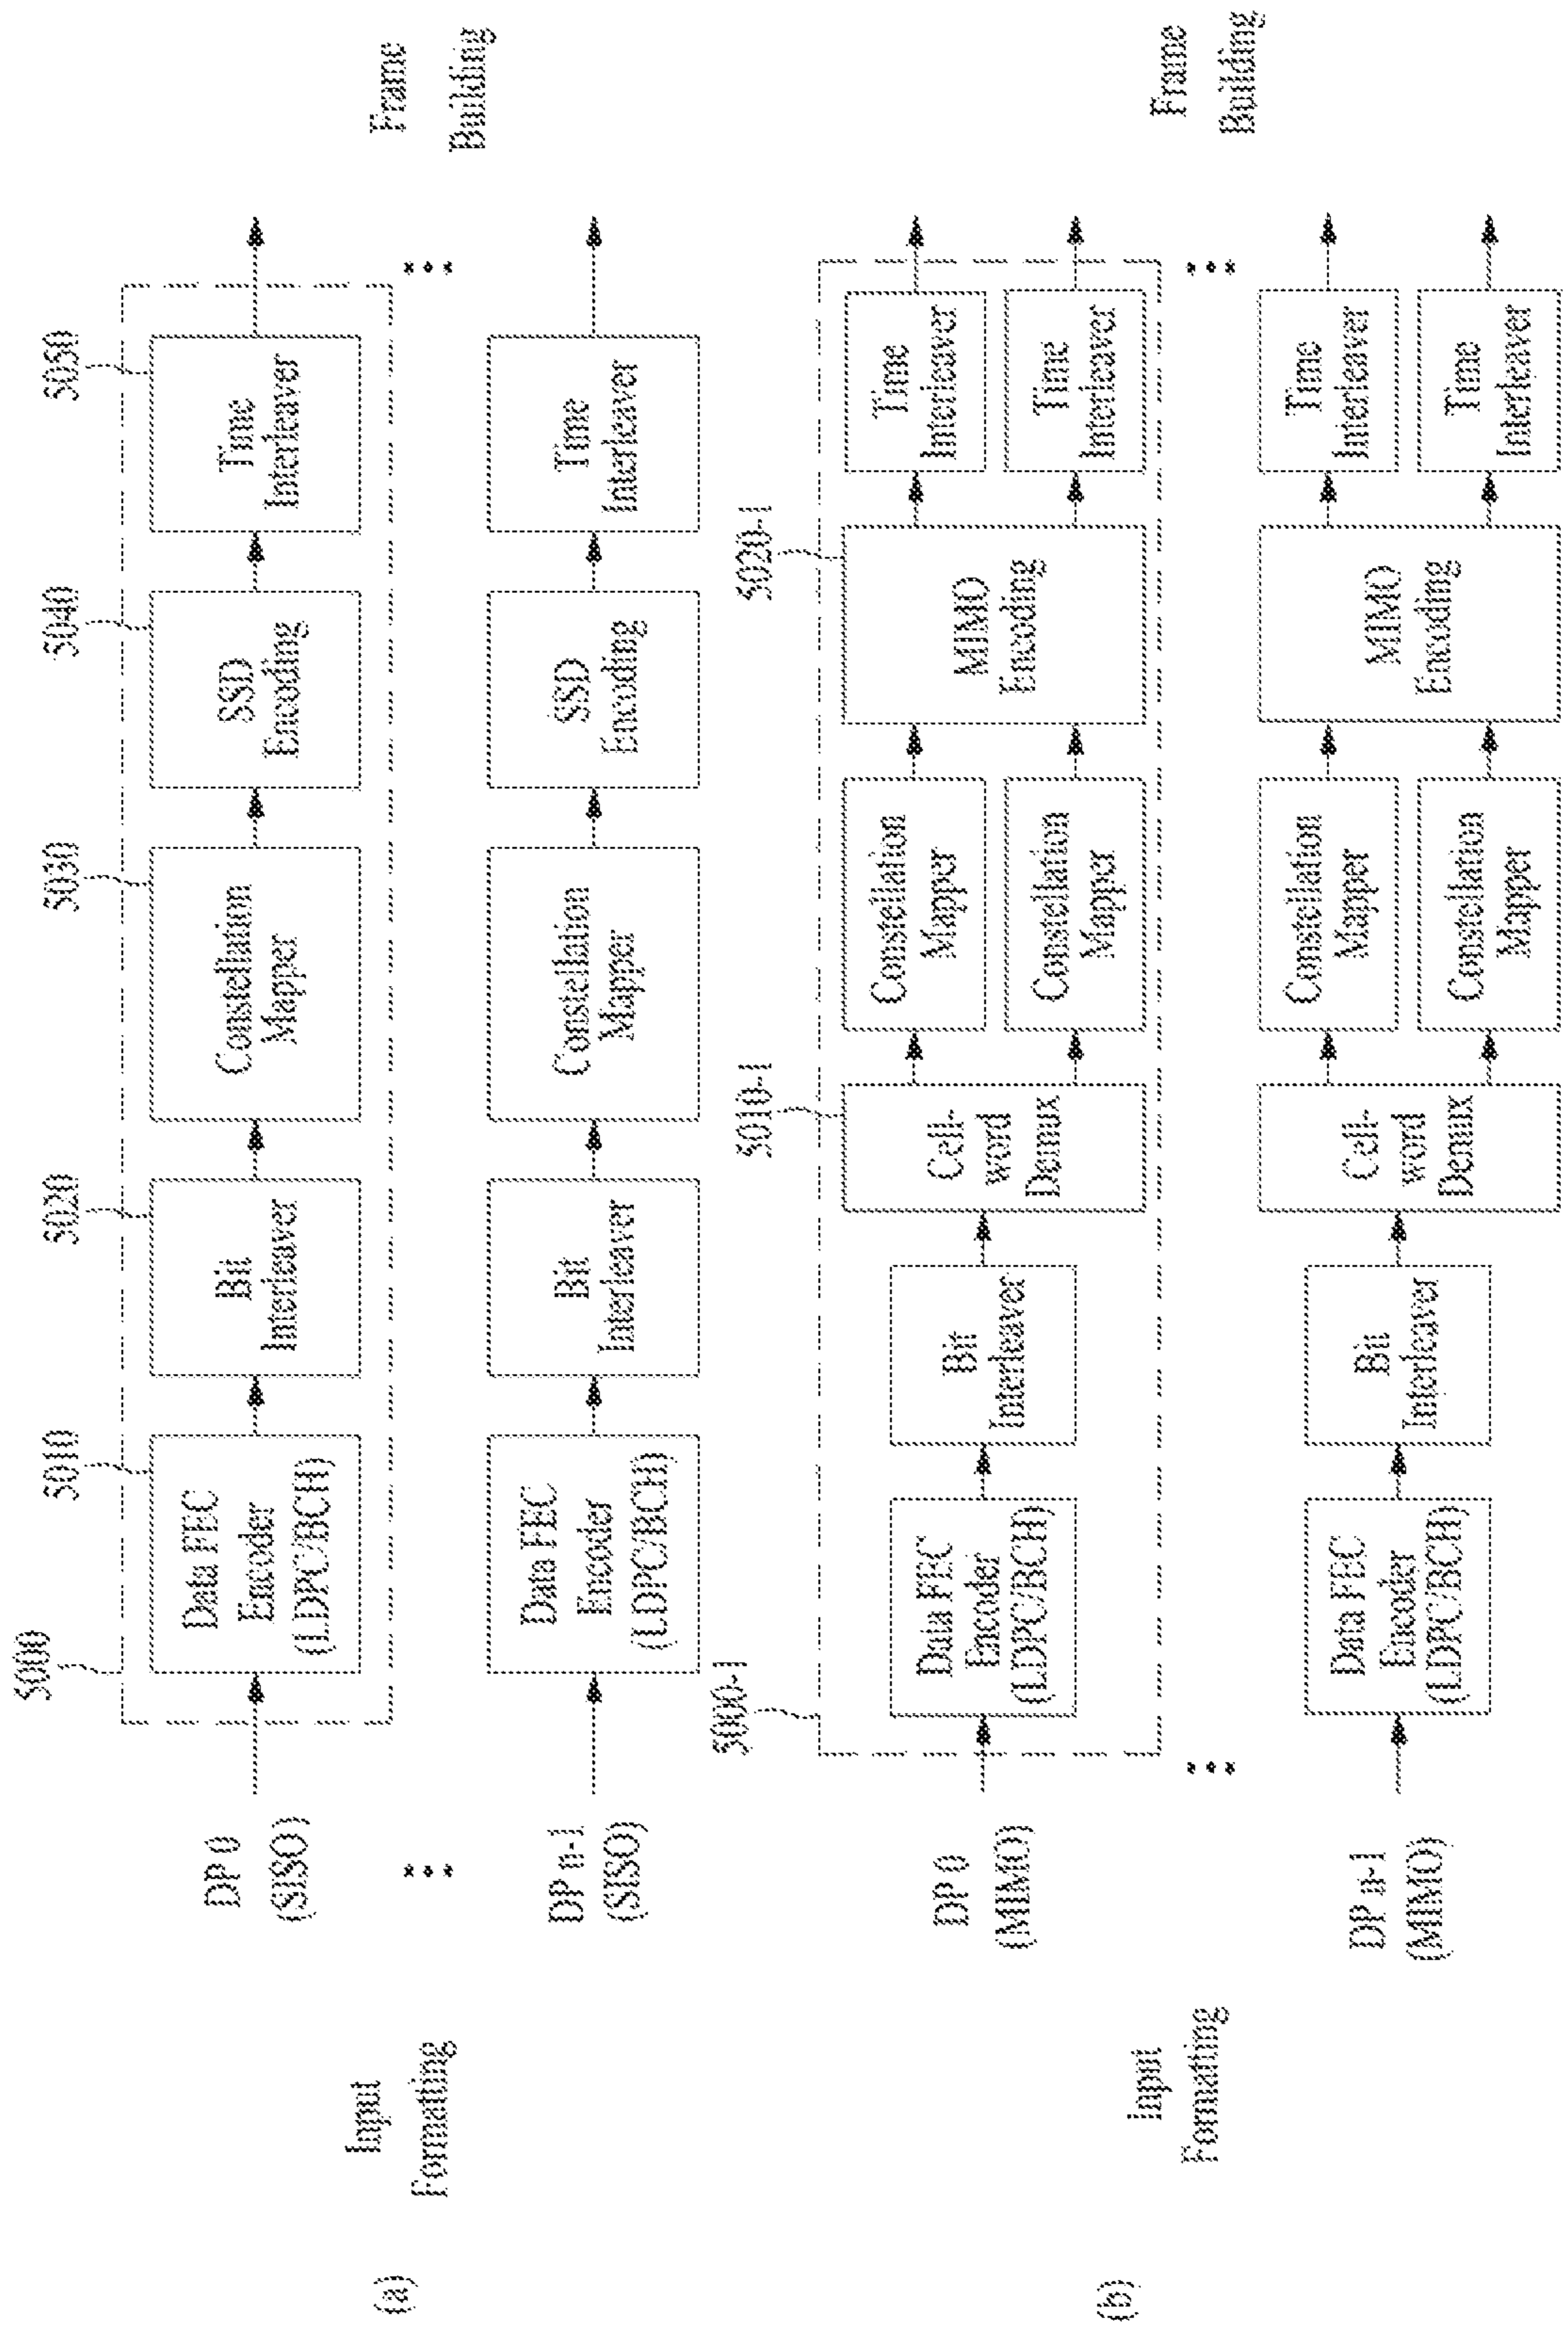 (a)
Input
Formatting
DP 0
(SISO)
DP n-1
(SISO)
5000
5010
5020
5030
5040
5050
Data FEC
Encoder
(LDPC/BCH)
Bit
Interleaver
Constellation
Mapper
SSD
Encoding
Time
Interleaver
Data FEC
Encoder
(LDPC/BCH)
Bit
Interleaver
Constellation
Mapper
SSD
Encoding
Time
Interleaver
Frame
Building
(b)
Input
Formatting
DP 0
(MIMO)
DP n-1
(MIMO)
5000-1
5010-1
5020-1
Data FEC
Encoder
(LDPC/BCH)
Bit
Interleaver
Cell-
word
Demux
Constellation
Mapper
Constellation
Mapper
MIMO
Encoding
Time
Interleaver
Time
Interleaver
Data FEC
Encoder
(LDPC/BCH)
Bit
Interleaver
Cell-
word
Demux
Constellation
Mapper
Constellation
Mapper
MIMO
Encoding
Time
Interleaver
Time
Interleaver
Frame
Building